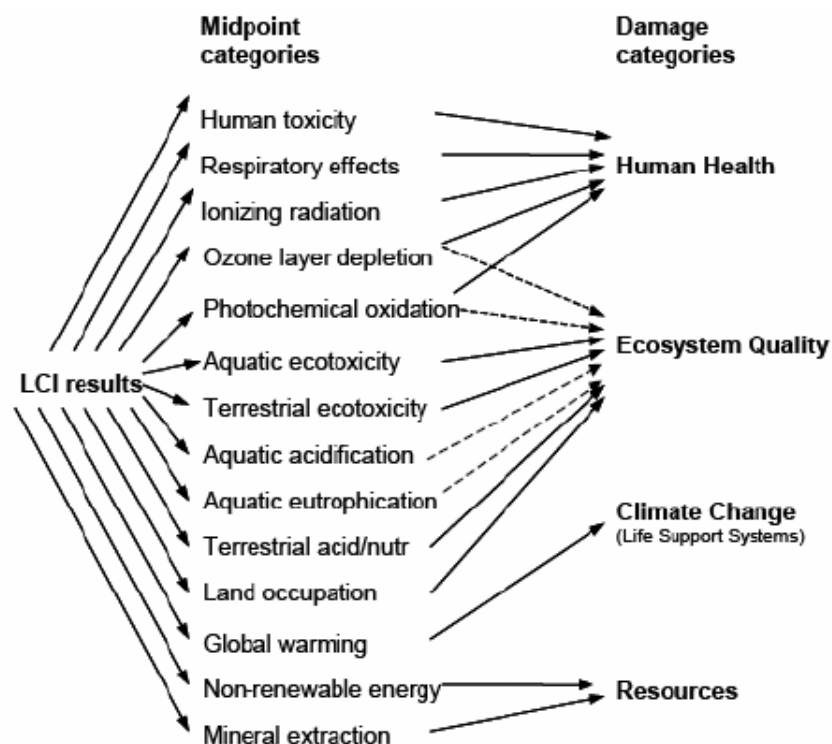 Midpoint
categories
Damage
categories
Human toxicity
Respiratory effects
Human Health
Ionizing radiation
Ozone layer depletion
Photochemical oxidation
Ecosystem Quality
Aquatic ecotoxicity
LCI results
Terrestrial ecotoxicity
Aquatic acidification
Aquatic eutrophication
Climate Change
(Life Support Systems)
Terrestrial acid/nutr
Land occupation
Global warming
Non-renewable energy
Resources
Mineral extraction